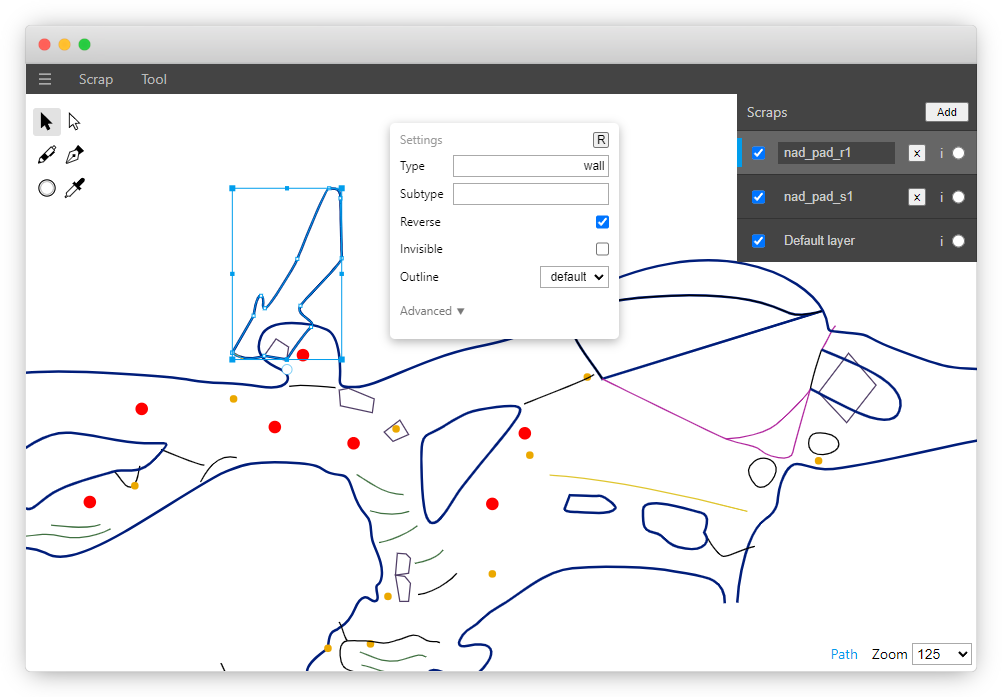 ☰ Scrap Tool
Scraps Add
nad_pad_r1 x i
nad_pad_s1 x i
Default layer i
Settings R
Type wall
Subtype
Reverse
Invisible
Outline default
Advanced ▼
Path Zoom 125